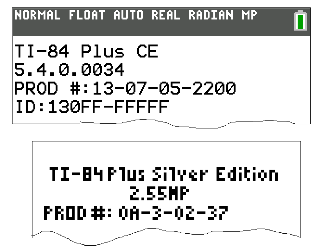 NORMAL FLOAT AUTO REAL RADIAN MP
TI-84 Plus CE
5.4.0.0034
PROD #:13-07-05-2200
ID:130FF-FFFFF
TI-84 Plus Silver Edition
2.55MP
PROD #: 0A-3-02-37